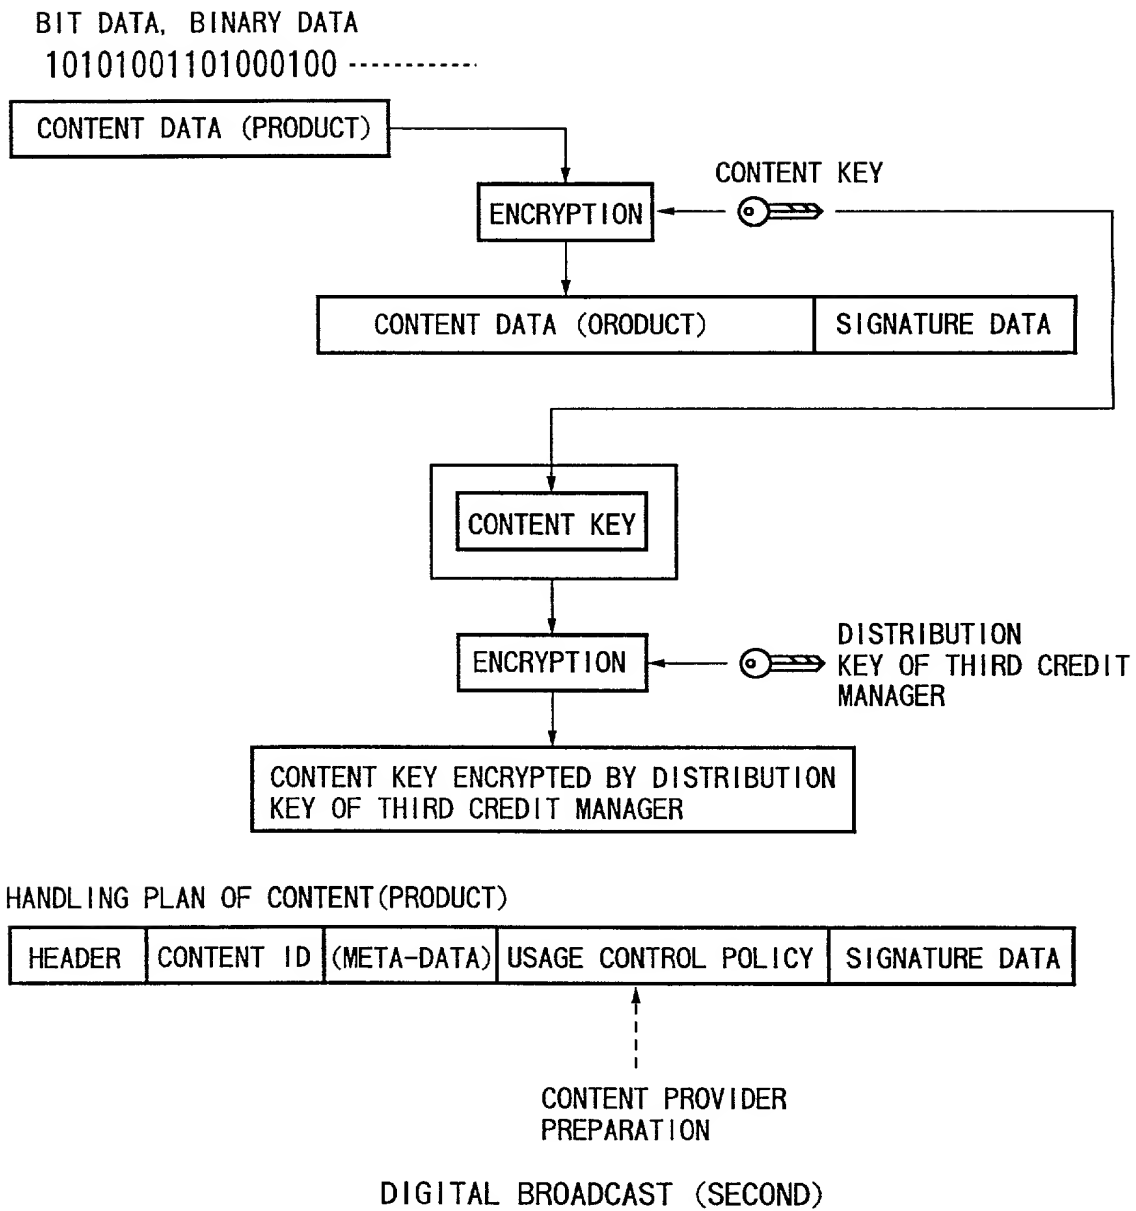 BIT DATA, BINARY DATA
10101001101000100 -----------
CONTENT DATA (PRODUCT)
CONTENT KEY
ENCRYPTION
CONTENT DATA (ORODUCT)
SIGNATURE DATA
CONTENT KEY
ENCRYPTION
DISTRIBUTION
KEY OF THIRD CREDIT
MANAGER
CONTENT KEY ENCRYPTED BY DISTRIBUTION
KEY OF THIRD CREDIT MANAGER
HANDLING PLAN OF CONTENT(PRODUCT)
HEADER
CONTENT ID
(META-DATA)
USAGE CONTROL POLICY
SIGNATURE DATA
CONTENT PROVIDER
PREPARATION
DIGITAL BROADCAST (SECOND)